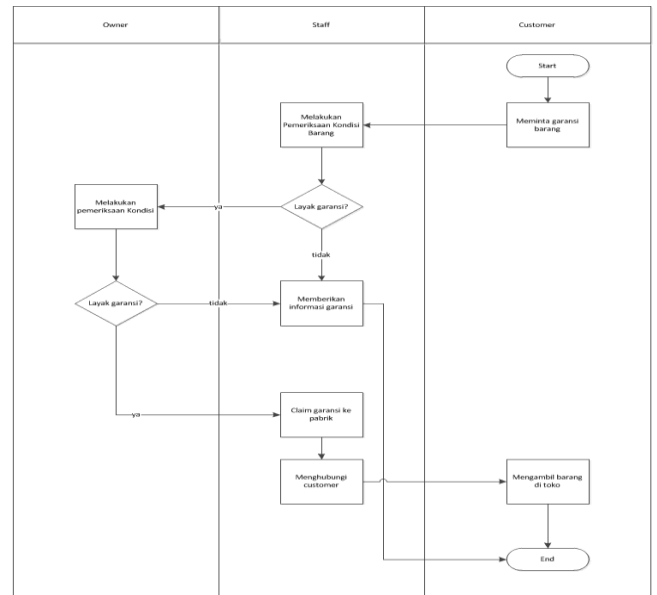 Owner
Staff
Customer
Start
Meminta garansi
barang
Melakukan
Pemeriksaan Kondisi
Barang
Layak garansi?
ya
tidak
Melakukan
pemeriksaan Kondisi
Layak garansi?
tidak
Memberikan
informasi garansi
ya
Claim garansi ke
pabrik
Menghubungi
customer
Mengambil barang
di toko
End